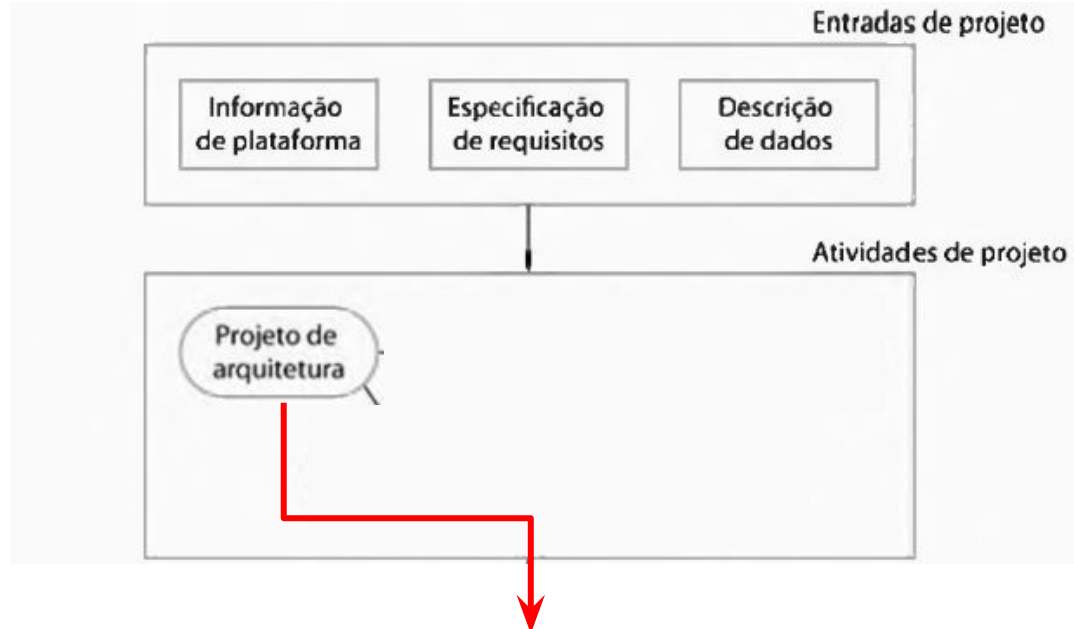 Entradas de projeto
Informação
de plataforma
Especificação
de requisitos
Descrição
de dados
Atividades de projeto
Projeto de
arquitetura